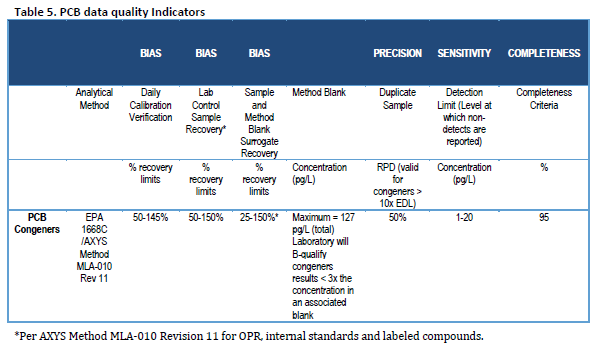 Table 5. PCB data quality Indicators
BIAS BIAS BIAS PRECISION SENSITIVITY COMPLETENESS
Analytical
Method
Daily
Calibration
Verification
Lab
Control
Sample
Recovery*
Sample
and
Method
Blank
Surrogate
Recovery
Method Blank
Duplicate
Sample
Detection
Limit (Level at
which non-
detects are
reported)
Completeness
Criteria
% recovery
limits
%
recovery
limits
%
recovery
limits
Concentration
(pg/L)
RPD (valid
for
congeners >
10x EDL)
Concentration
(pg/L)
%
PCB
Congeners
EPA
1668C
/AXYS
Method
MLA-010
Rev 11
50-145%
50-150%
25-150%*
Maximum = 127
pg/L (total)
Laboratory will
B-qualify
congeners
results < 3x the
concentration in
an associated
blank
50%
1-20
95
*Per AXYS Method MLA-010 Revision 11 for OPR, internal standards and labeled compounds.